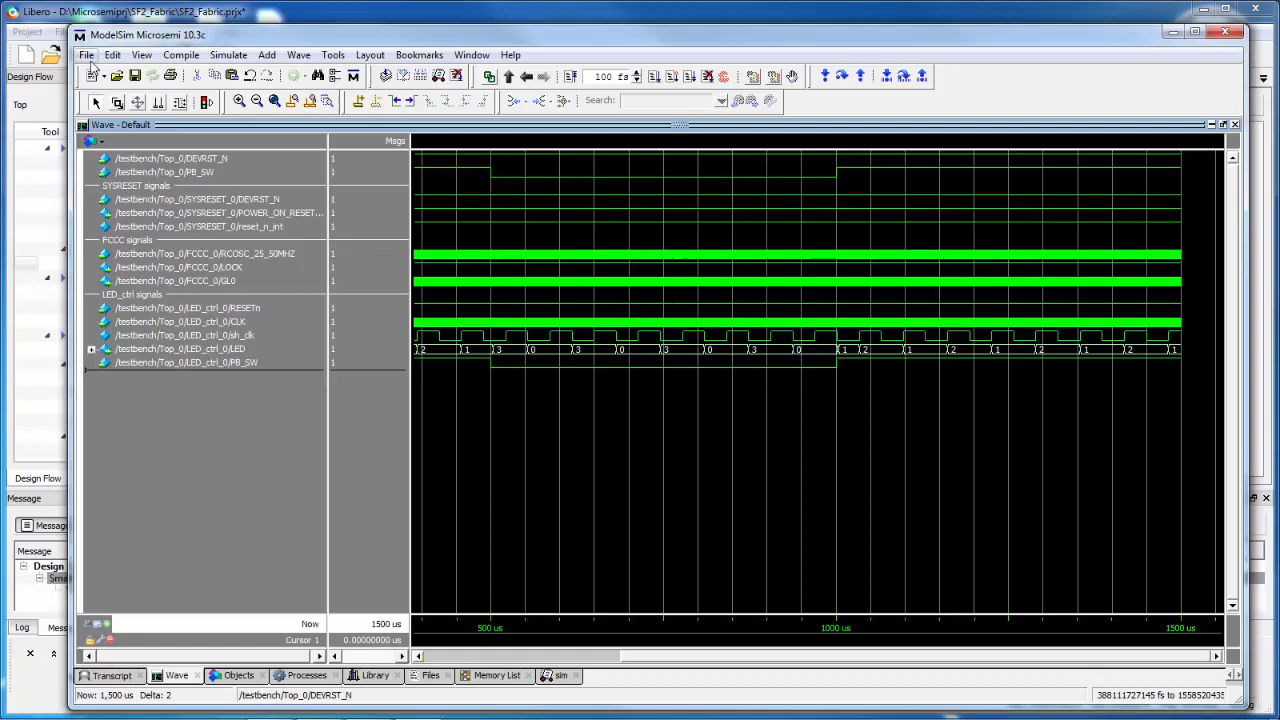 Libero - D:\Microsemiprj\SF2_Fabric\SF2_Fabric.prjx*
Project
ModelSim Microsemi 10.3c
File Edit View Compile Simulate Add Wave Tools Layout Bookmarks Window Help
Design Flow
100 fs
Search:
Top
Wave - Default
Tool
Msgs
/testbench/Top_0/DEVRST_N 1
/testbench/Top_0/PB_SW 1
SYSRESET signals
/testbench/Top_0/SYSRESET_0/DEVRST_N 1
/testbench/Top_0/SYSRESET_0/POWER_ON_RESET... 1
/testbench/Top_0/SYSRESET_0/reset_n_int 1
FCCC signals
/testbench/Top_0/FCCC_0/RCOSC_25_50MHZ 1
/testbench/Top_0/FCCC_0/LOCK 1
/testbench/Top_0/FCCC_0/GL0 1
LED_ctrl signals
/testbench/Top_0/LED_ctrl_0/RESETn 1
/testbench/Top_0/LED_ctrl_0/CLK 1
/testbench/Top_0/LED_ctrl_0/sh_clk 1
/testbench/Top_0/LED_ctrl_0/LED 1 2 1 3 0 3 0 3 0 3 0 1 2 1 2 1 2 1 2 1
/testbench/Top_0/LED_ctrl_0/PB_SW 1
Design Flow
Message
Message
Message
Design
Log
Now 1500 us 500 us 1000 us 1500 us
Cursor 1 0.00000000 us
Transcript Wave Objects Processes Library Files Memory List sim
Now: 1,500 us Delta: 2 /testbench/Top_0/DEVRST_N 388111727145 fs to 1558520435